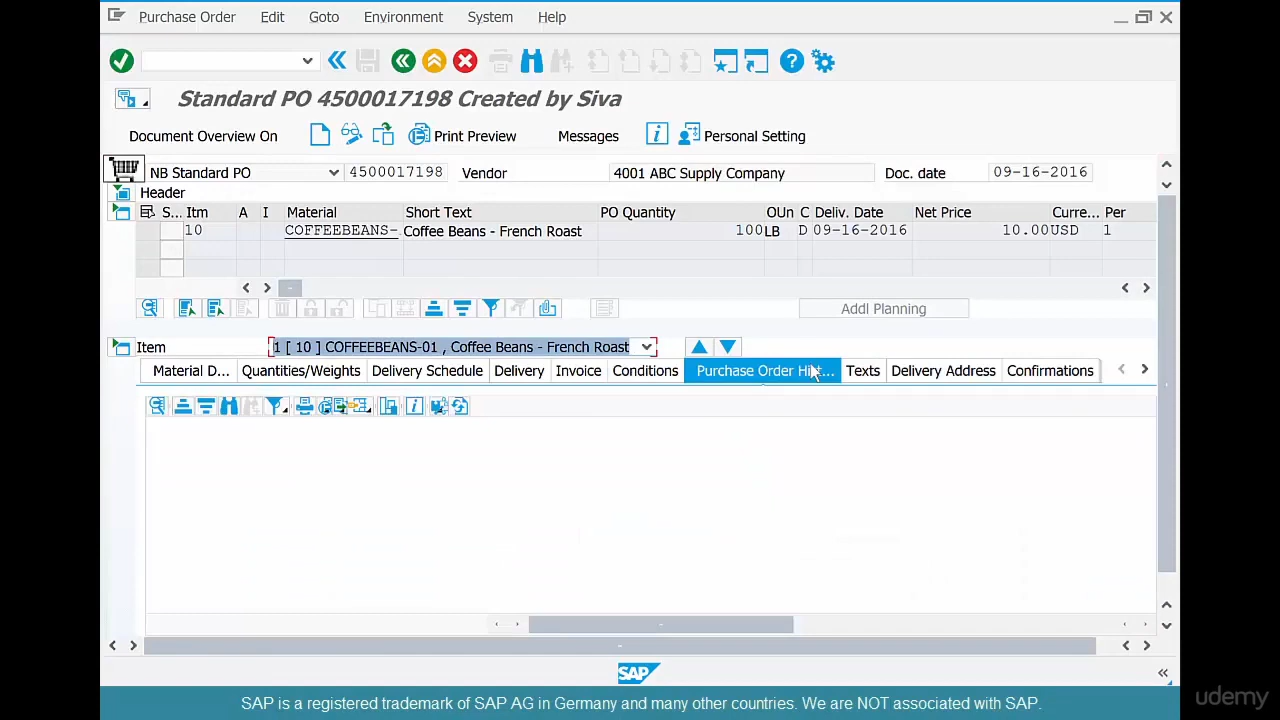 Purchase Order Edit Goto Environment System Help
Standard PO 4500017198 Created by Siva
Document Overview On Print Preview Messages Personal Setting
NB Standard PO 4500017198 Vendor 4001 ABC Supply Company Doc. date 09-16-2016
Header
S... Itm A I Material Short Text PO Quantity OUn C Deliv. Date Net Price Curre... Per
10 COFFEEBEANS- Coffee Beans - French Roast 100 LB D 09-16-2016 10.00 USD 1
Addl Planning
Item 1 [ 10 ] COFFEEBEANS-01 , Coffee Beans - French Roast
Material D... Quantities/Weights Delivery Schedule Delivery Invoice Conditions Purchase Order Hist... Texts Delivery Address Confirmations
SAP
SAP is a registered trademark of SAP AG in Germany and many other countries. We are NOT associated with SAP.
udemy